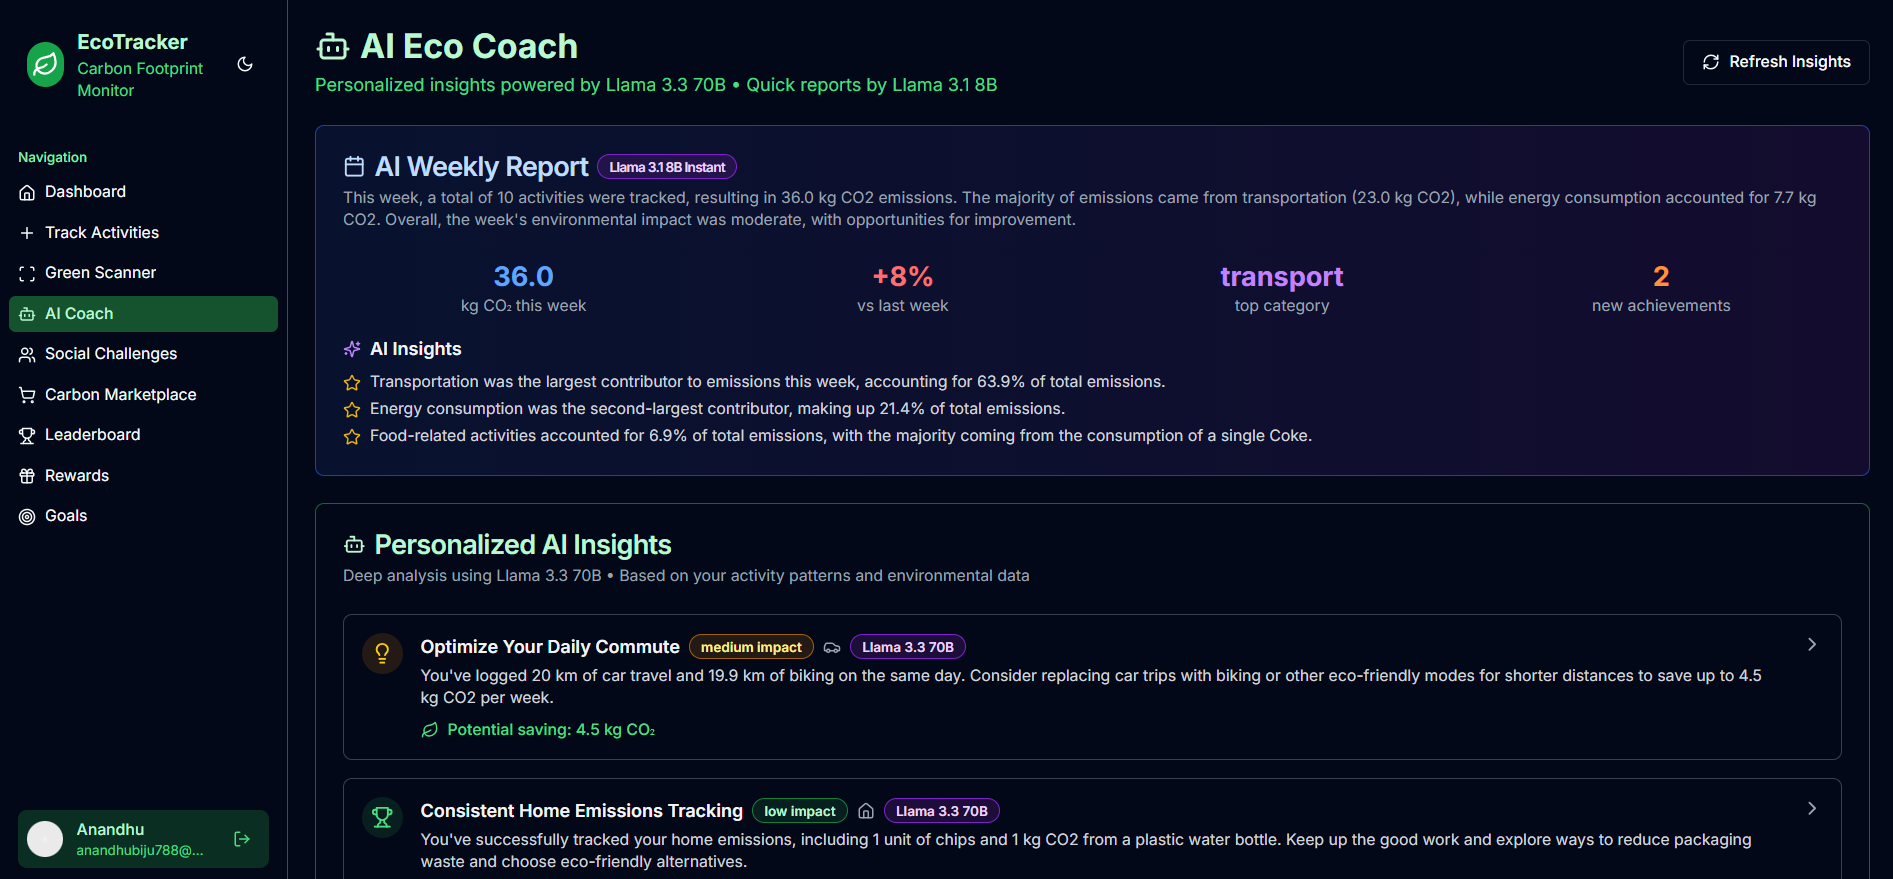 EcoTracker
Carbon Footprint
Monitor
Navigation
Dashboard
Track Activities
Green Scanner
AI Coach
Social Challenges
Carbon Marketplace
Leaderboard
Rewards
Goals
Anandhu
anandhubiju788@...
AI Eco Coach
Personalized insights powered by Llama 3.3 70B • Quick reports by Llama 3.1 8B
Refresh Insights
AI Weekly Report Llama 3.1 8B Instant
This week, a total of 10 activities were tracked, resulting in 36.0 kg CO2 emissions. The majority of emissions came from transportation (23.0 kg CO2), while energy consumption accounted for 7.7 kg
CO2. Overall, the week's environmental impact was moderate, with opportunities for improvement.
36.0 +8% transport 2
kg CO₂ this week vs last week top category new achievements
AI Insights
Transportation was the largest contributor to emissions this week, accounting for 63.9% of total emissions.
Energy consumption was the second-largest contributor, making up 21.4% of total emissions.
Food-related activities accounted for 6.9% of total emissions, with the majority coming from the consumption of a single Coke.
Personalized AI Insights
Deep analysis using Llama 3.3 70B • Based on your activity patterns and environmental data
Optimize Your Daily Commute medium impact Llama 3.3 70B
You've logged 20 km of car travel and 19.9 km of biking on the same day. Consider replacing car trips with biking or other eco-friendly modes for shorter distances to save up to 4.5
kg CO2 per week.
Potential saving: 4.5 kg CO₂
Consistent Home Emissions Tracking low impact Llama 3.3 70B
You've successfully tracked your home emissions, including 1 unit of chips and 1 kg CO2 from a plastic water bottle. Keep up the good work and explore ways to reduce packaging
waste and choose eco-friendly alternatives.